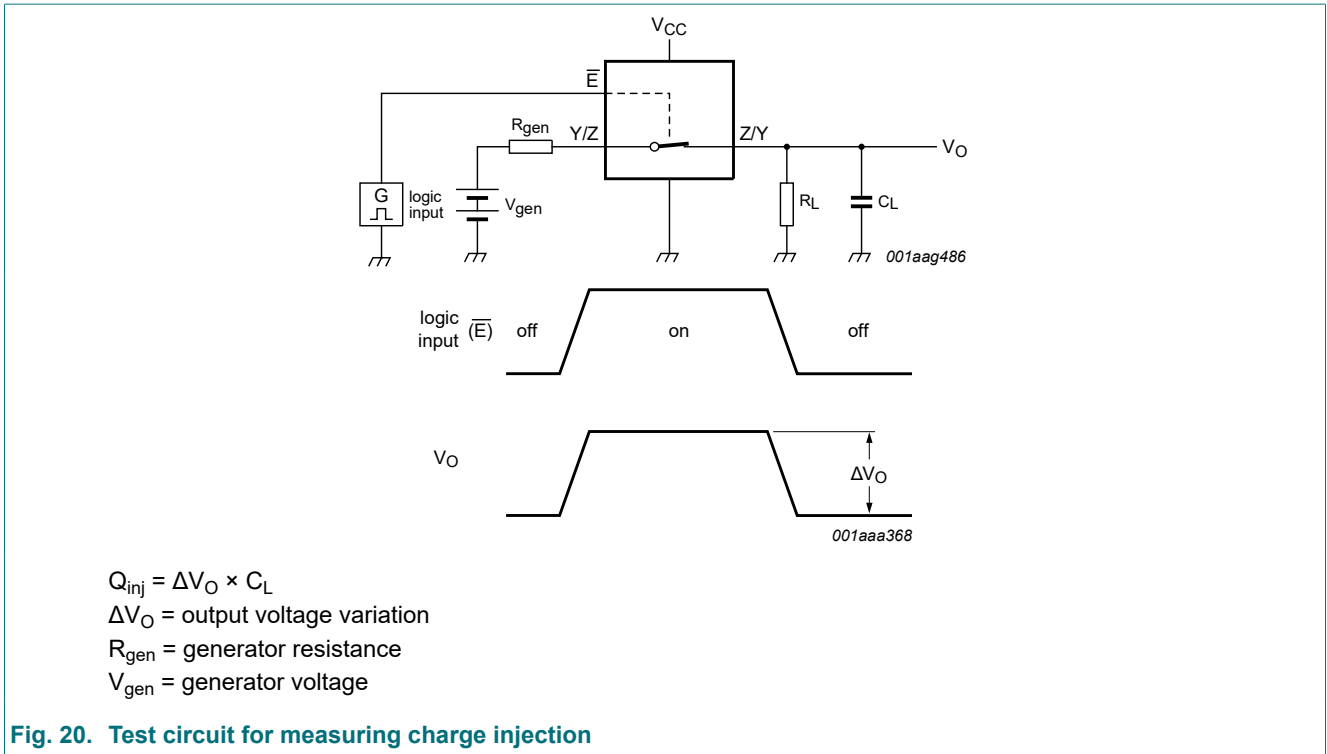 VCC
E̅
Rgen
Y/Z
Z/Y
VO
G
logic
input
Vgen
RL
CL
001aag486
logic
input
(E̅)
off
on
off
VO
ΔVO
001aaa368
Qinj = ΔVO × CL
ΔVO = output voltage variation
Rgen = generator resistance
Vgen = generator voltage
Fig. 20. Test circuit for measuring charge injection